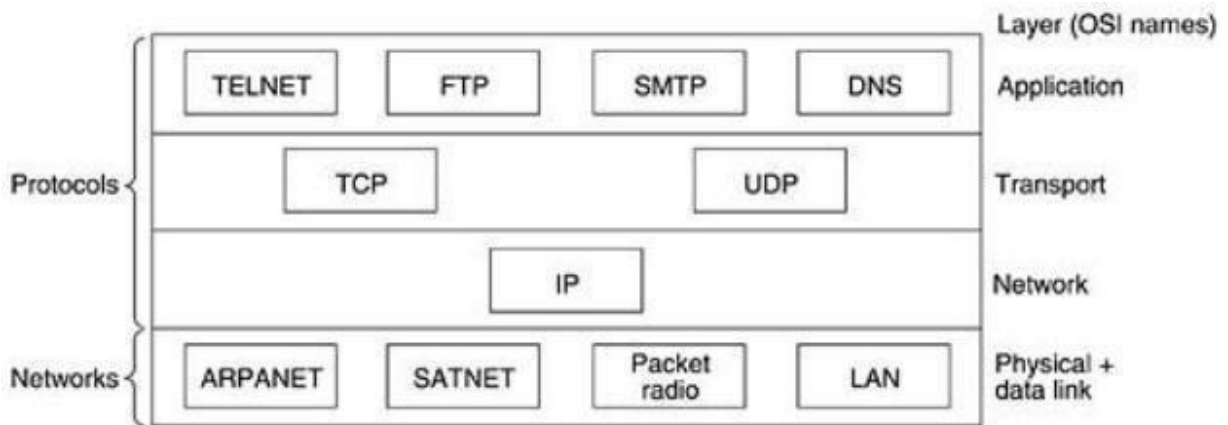 Layer (OSI names)
TELNET FTP SMTP DNS Application
Protocols TCP UDP Transport
IP Network
Networks ARPANET SATNET Packet radio LAN Physical + data link